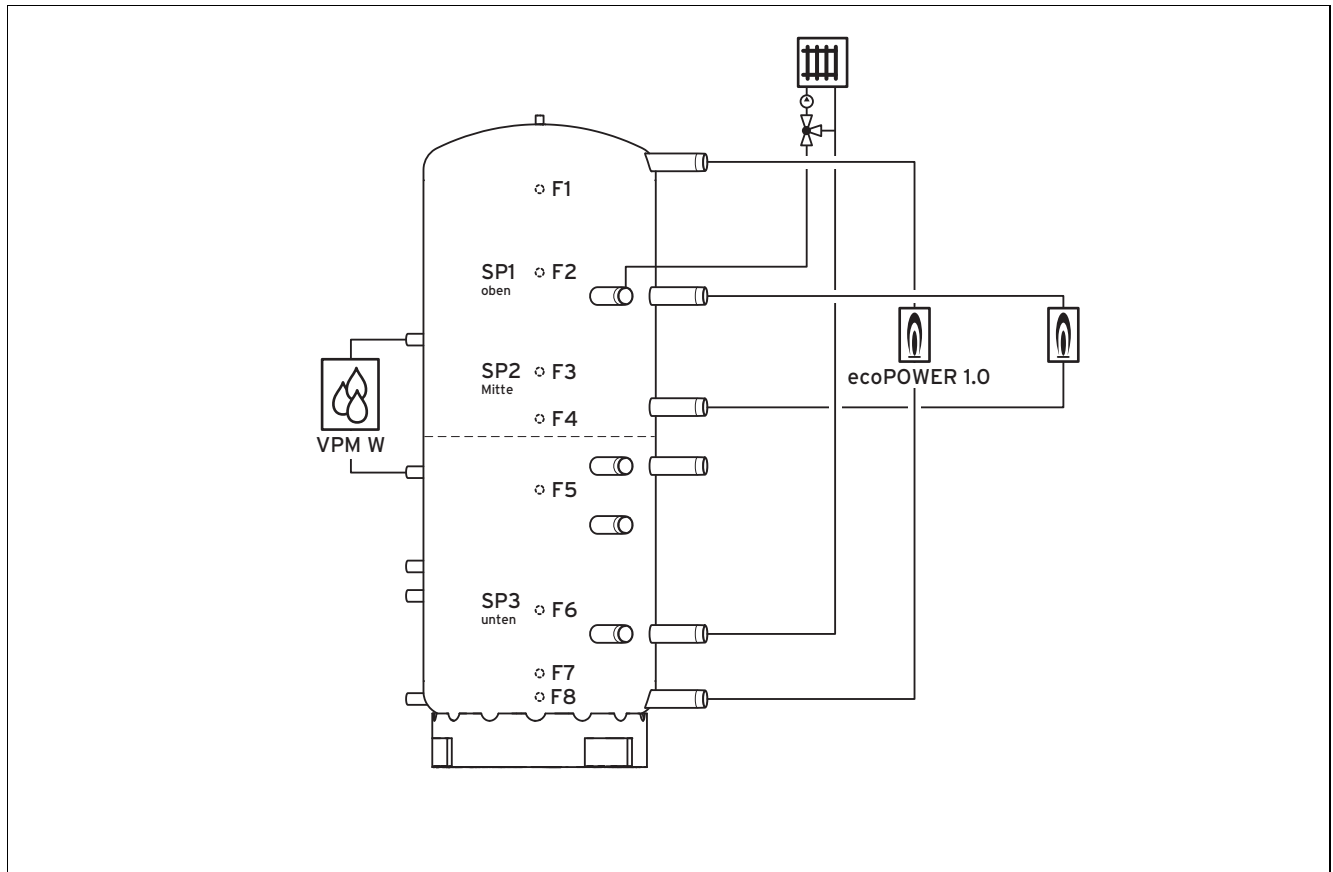 F1
SP1 F2
oben
SP2 F3
Mitte
ecoPOWER 1.0
F4
VPM W
F5
SP3 F6
unten
F7
F8